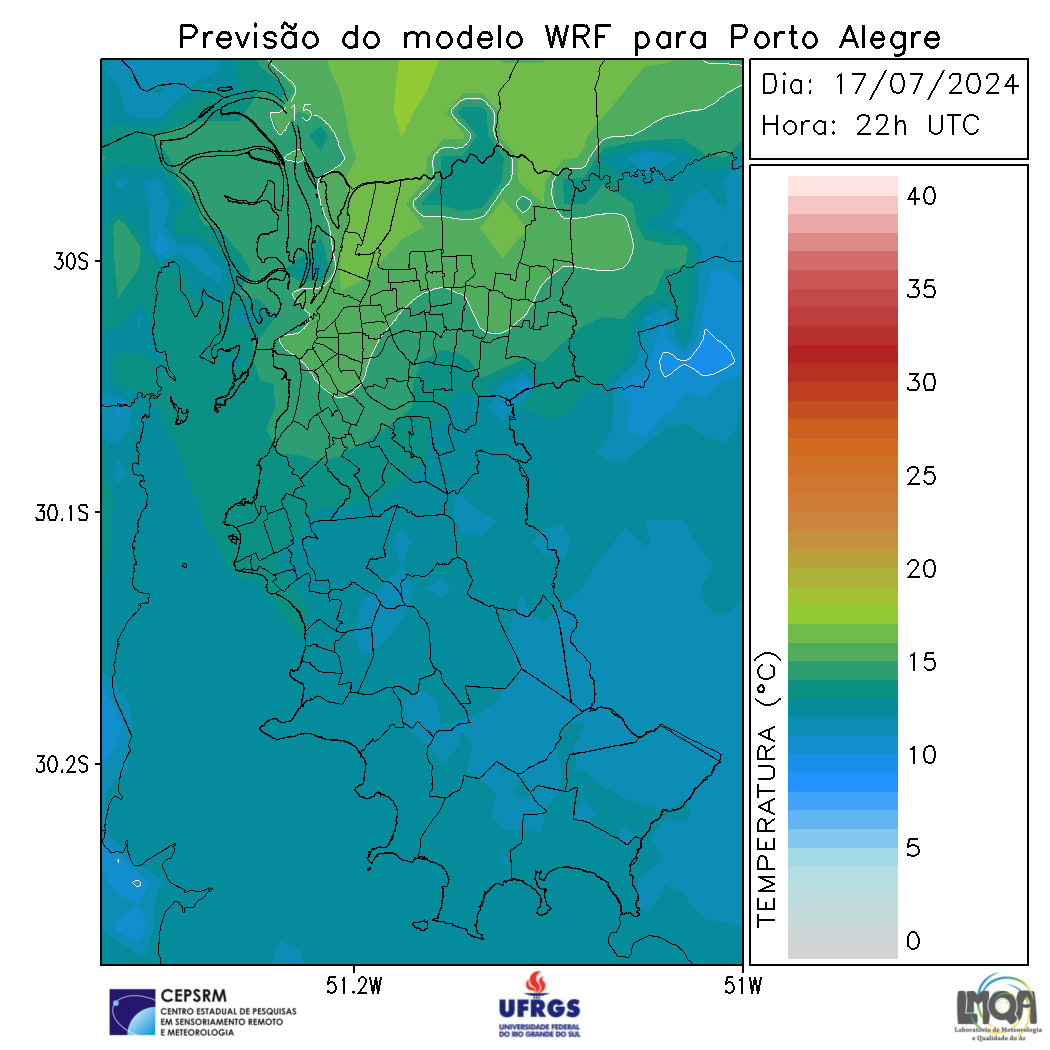 Previsão do modelo WRF para Porto Alegre
Dia: 17/07/2024
Hora: 22h UTC
15
30S
30.1S
30.2S
51.2W
51W
40
35
30
25
20
15
10
5
0
TEMPERATURA (°C)
CEPSRM
CENTRO ESTADUAL DE PESQUISAS
EM SENSORIAMENTO REMOTO
E METEOROLOGIA
UFRGS
UNIVERSIDADE FEDERAL
DO RIO GRANDE DO SUL
LMQA
Laboratório de Meteorologia
e Qualidade do Ar